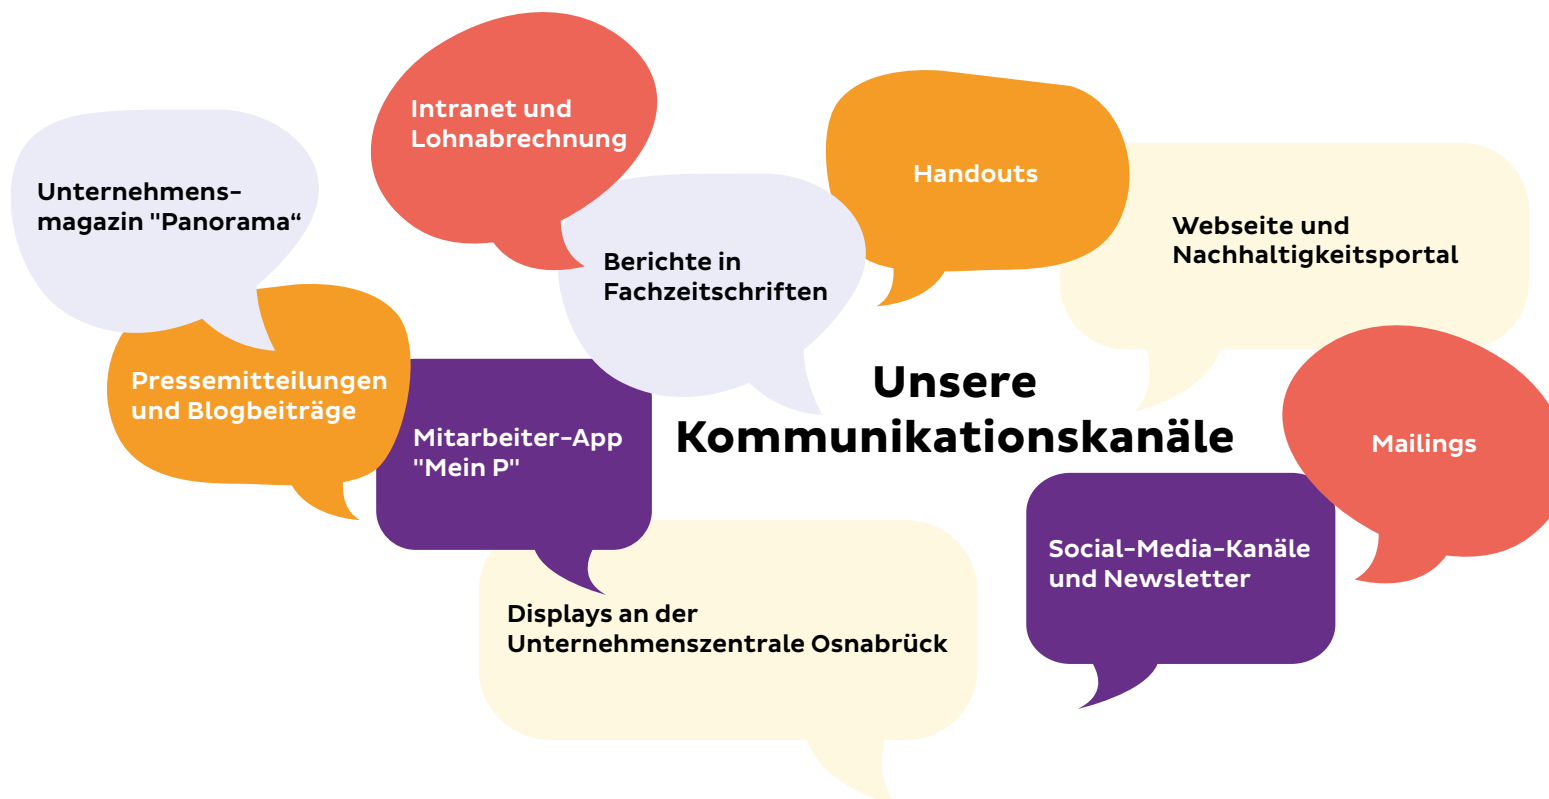 Intranet und
Lohnabrechnung
Handouts
Unternehmens-
magazin "Panorama“
Webseite und
Nachhaltigkeitsportal
Berichte in
Fachzeitschriften
Pressemitteilungen
und Blogbeiträge
Unsere
Kommunikationskanäle
Mitarbeiter-App
"Mein P"
Mailings
Social-Media-Kanäle
und Newsletter
Displays an der
Unternehmenszentrale Osnabrück